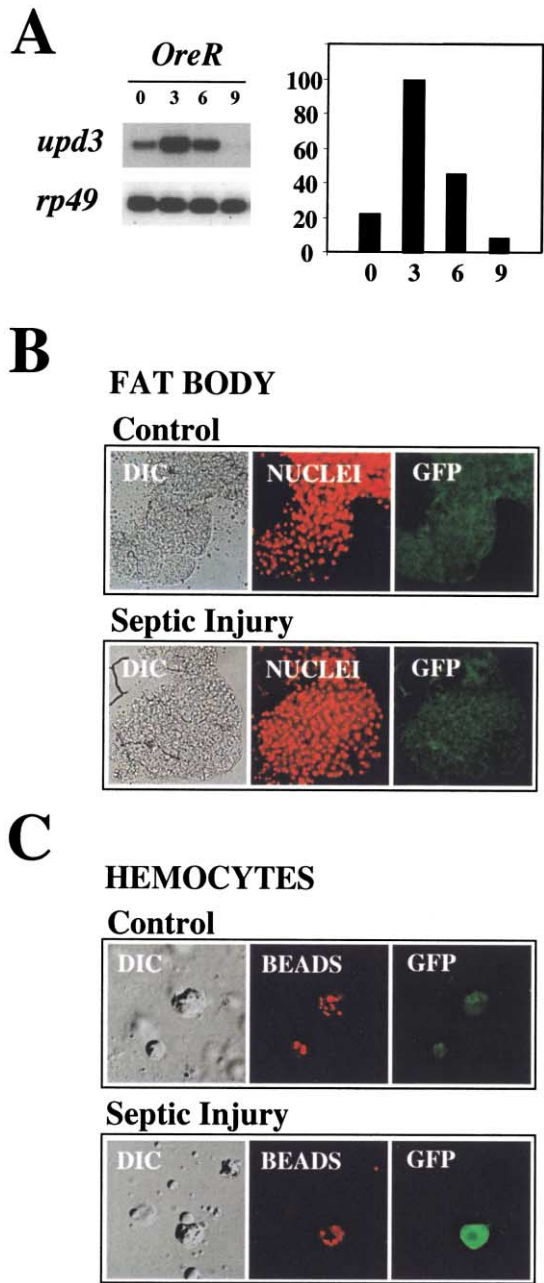 A
OreR
0 3 6 9
upd3
rp49
100
80
60
40
20
0
0 3 6 9
B
FAT BODY
Control
DIC NUCLEI GFP
Septic Injury
DIC NUCLEI GFP
C
HEMOCYTES
Control
DIC BEADS GFP
Septic Injury
DIC BEADS GFP